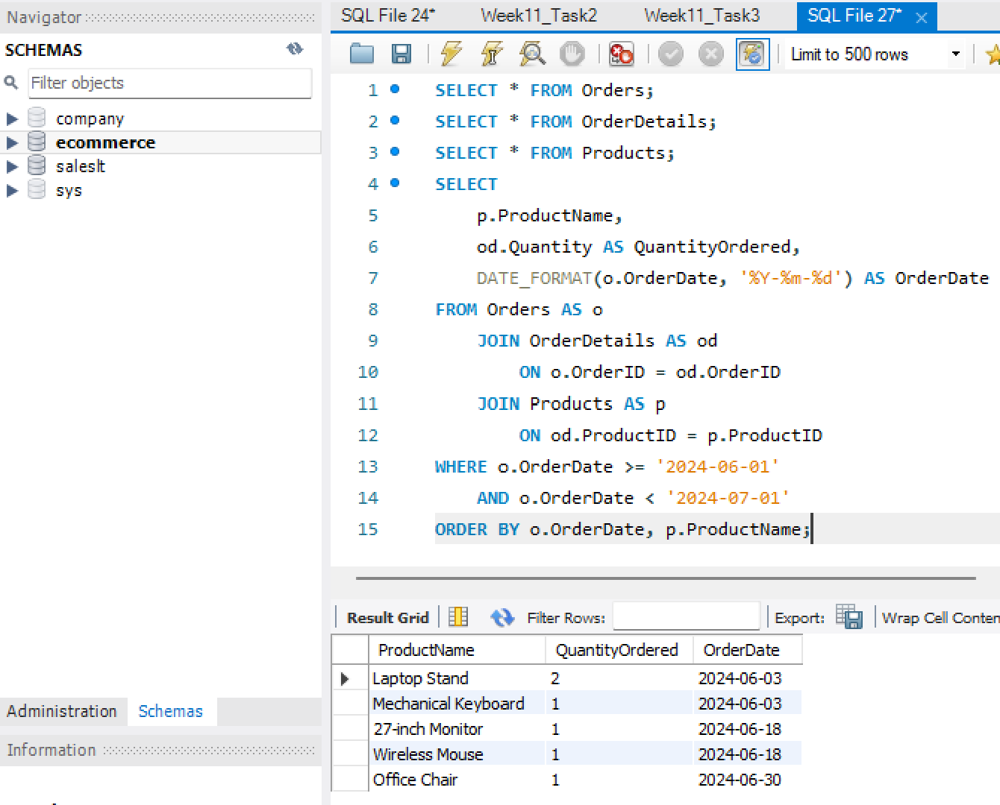 Navigator
SCHEMAS
Filter objects
company
ecommerce
saleslt
sys
Administration Schemas
Information
SQL File 24* Week11_Task2 Week11_Task3 SQL File 27*
Limit to 500 rows
1 SELECT * FROM Orders;
2 SELECT * FROM OrderDetails;
3 SELECT * FROM Products;
4 SELECT
5 p.ProductName,
6 od.Quantity AS QuantityOrdered,
7 DATE_FORMAT(o.OrderDate, '%Y-%m-%d') AS OrderDate
8 FROM Orders AS o
9 JOIN OrderDetails AS od
10 ON o.OrderID = od.OrderID
11 JOIN Products AS p
12 ON od.ProductID = p.ProductID
13 WHERE o.OrderDate >= '2024-06-01'
14 AND o.OrderDate < '2024-07-01'
15 ORDER BY o.OrderDate, p.ProductName;
Result Grid Filter Rows: Export: Wrap Cell Conten
ProductName QuantityOrdered OrderDate
Laptop Stand 2 2024-06-03
Mechanical Keyboard 1 2024-06-03
27-inch Monitor 1 2024-06-18
Wireless Mouse 1 2024-06-18
Office Chair 1 2024-06-30